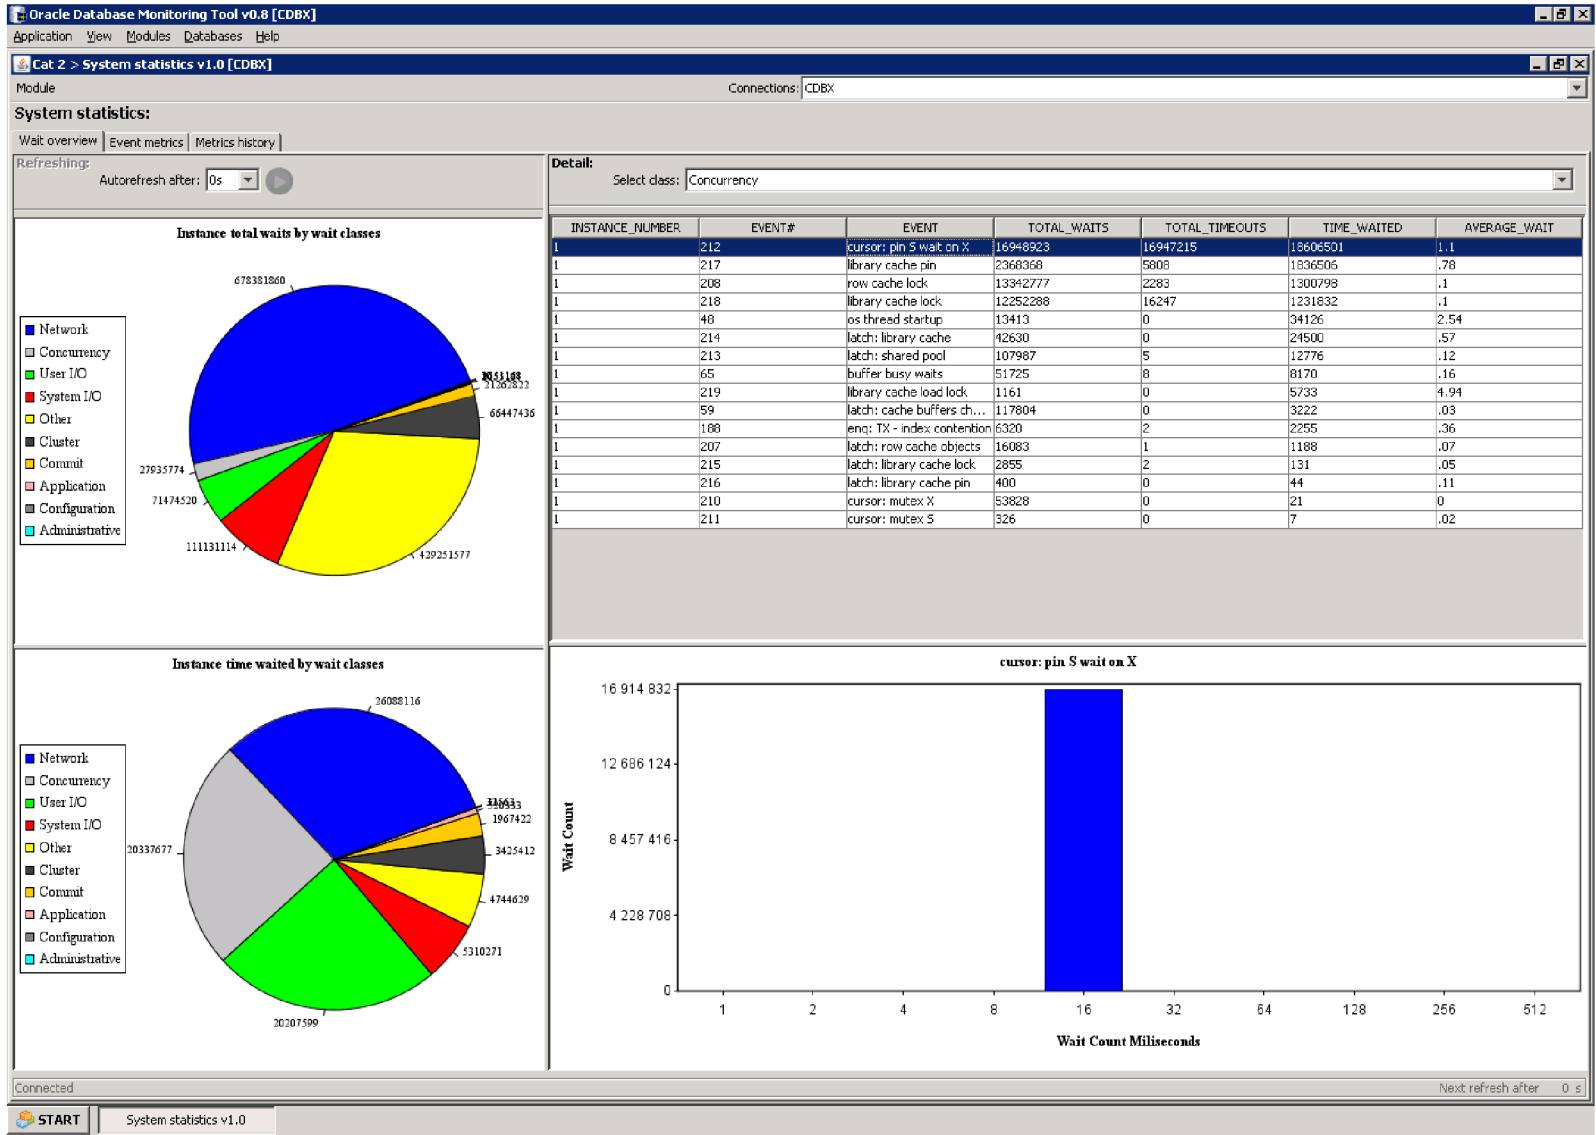 Oracle Database Monitoring Tool v0.8 [CDBX]
Application View Modules Databases Help
Cat 2 > System statistics v1.0 [CDBX]
Module Connections: CDBX
System statistics:
Wait overview Event metrics Metrics history
Refreshing:
Autorefresh after: 0s
Detail:
Select class: Concurrency
Instance total waits by wait classes
678381860
21262822
66447436
27935774
71474520
111131114
429251577
Network
Concurrency
User I/O
System I/O
Other
Cluster
Commit
Application
Configuration
Administrative
INSTANCE_NUMBER EVENT# EVENT TOTAL_WAITS TOTAL_TIMEOUTS TIME_WAITED AVERAGE_WAIT
1 212 cursor: pin S wait on X 16948923 16947215 18606501 1.1
1 217 library cache pin 2368368 5808 1836506 .78
1 208 row cache lock 13342777 2283 1300798 .1
1 218 library cache lock 12252288 16247 1231832 .1
1 48 os thread startup 13413 0 34126 2.54
1 214 latch: library cache 42630 0 24500 .57
1 213 latch: shared pool 107987 5 12776 .12
1 65 buffer busy waits 51725 8 8170 .16
1 219 library cache load lock 1161 0 5733 4.94
1 59 latch: cache buffers ch... 117804 0 3222 .03
1 188 enq: TX - index contention 6320 2 2255 .36
1 207 latch: row cache objects 16083 1 1188 .07
1 215 latch: library cache lock 2855 2 131 .05
1 216 latch: library cache pin 400 0 44 .11
1 210 cursor: mutex X 53828 0 21 0
1 211 cursor: mutex S 326 0 7 .02
Instance time waited by wait classes
26088116
1967422
3425412
4744629
5310271
20207599
20337677
Network
Concurrency
User I/O
System I/O
Other
Cluster
Commit
Application
Configuration
Administrative
cursor: pin S wait on X
16 914 832
12 686 124
8 457 416
4 228 708
0
Wait Count
1 2 4 8 16 32 64 128 256 512
Wait Count Miliseconds
Connected Next refresh after 0 s
START System statistics v1.0